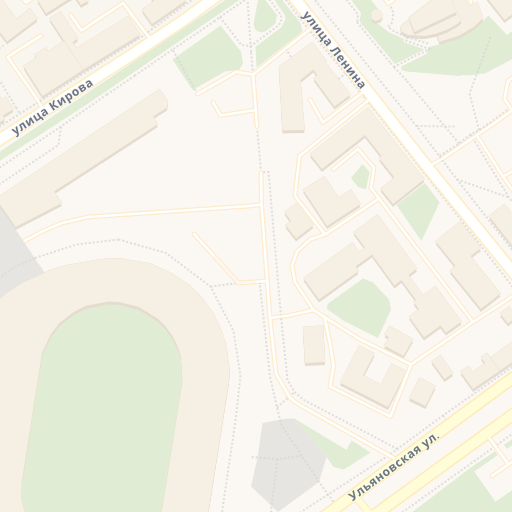 улица Ленина
улица Кирова
Ульяновская ул.